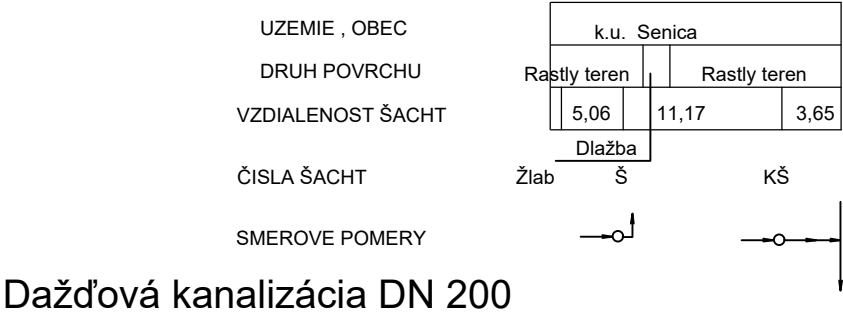 UZEMIE , OBEC k.u. Senica
DRUH POVRCHU Rastly teren Rastly teren
VZDIALENOST ŠACHT 5,06 11,17 3,65
Dlažba
ČISLA ŠACHT Žlab Š KŠ
SMEROVE POMERY
Dažďová kanalizácia DN 200